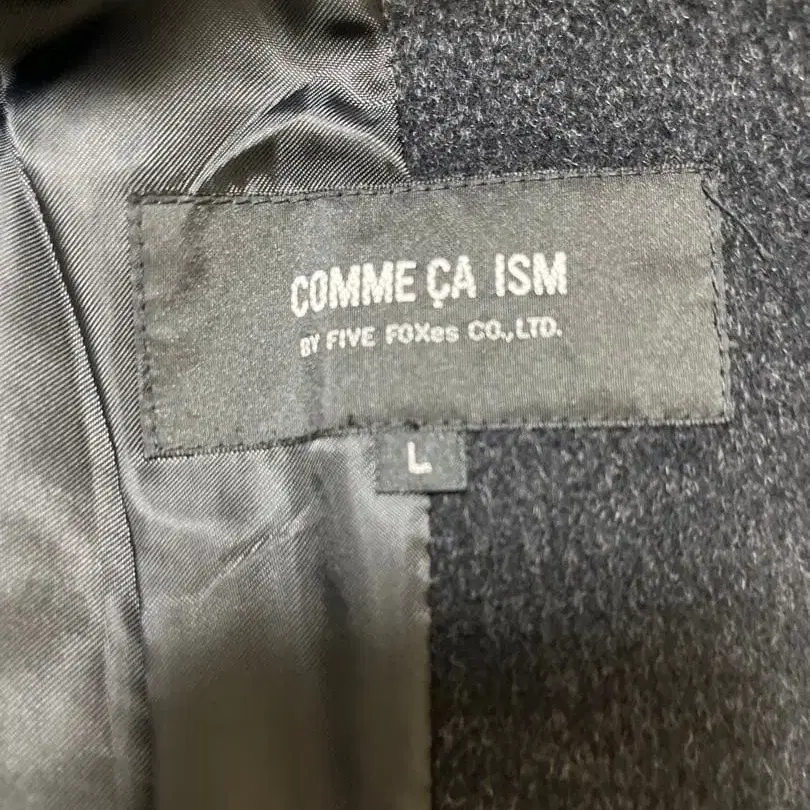 COMME ÇA ISM
BY FIVE FOXes CO.,LTD.
L